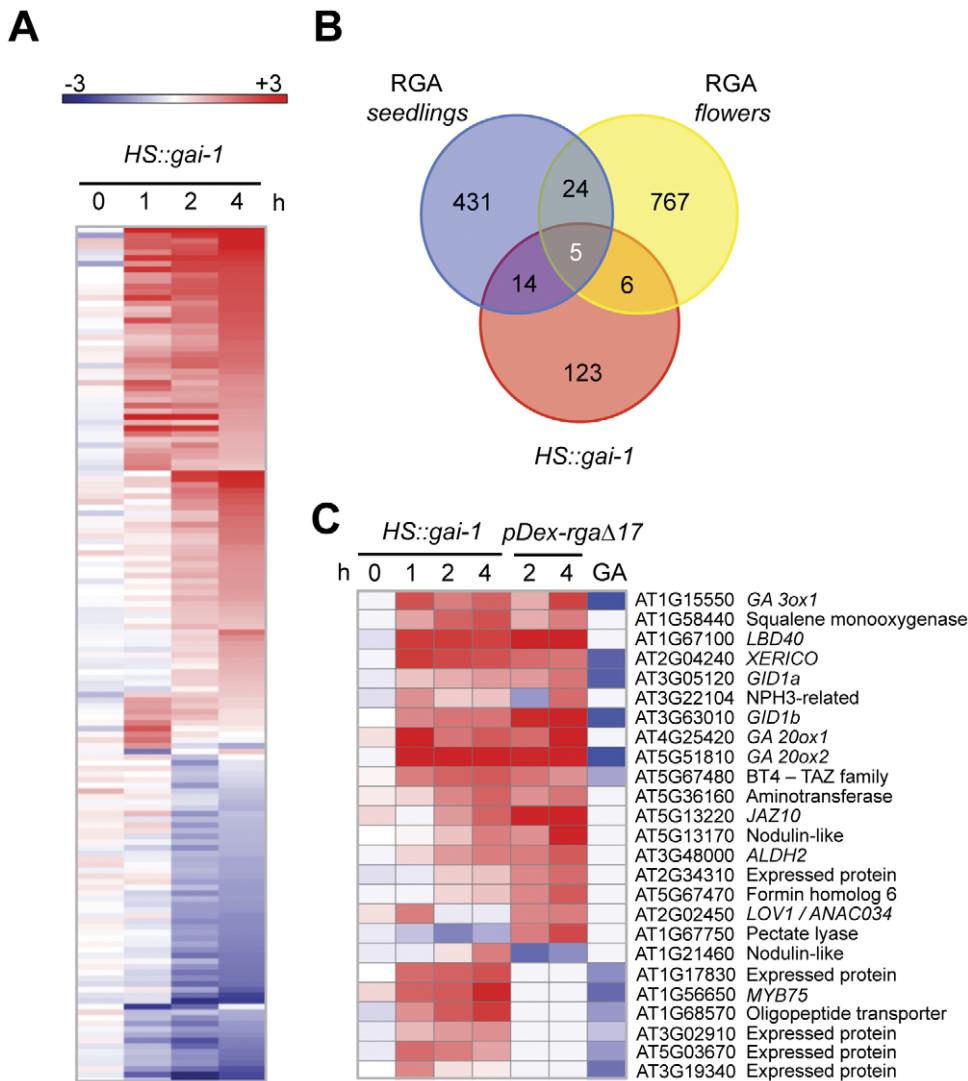 A
-3 +3
HS::gai-1
0 1 2 4 h
B
RGA seedlings
RGA flowers
431 24 767
5
14 6
123
HS::gai-1
C
HS::gai-1 pDex-rgaΔ17
h 0 1 2 4 2 4 GA
AT1G15550 GA 3ox1
AT1G58440 Squalene monooxygenase
AT1G67100 LBD40
AT2G04240 XERICO
AT3G05120 GID1a
AT3G22104 NPH3-related
AT3G63010 GID1b
AT4G25420 GA 20ox1
AT5G51810 GA 20ox2
AT5G67480 BT4 – TAZ family
AT5G36160 Aminotransferase
AT5G13220 JAZ10
AT5G13170 Nodulin-like
AT3G48000 ALDH2
AT2G34310 Expressed protein
AT5G67470 Formin homolog 6
AT2G02450 LOV1 / ANAC034
AT1G67750 Pectate lyase
AT1G21460 Nodulin-like
AT1G17830 Expressed protein
AT1G56650 MYB75
AT1G68570 Oligopeptide transporter
AT3G02910 Expressed protein
AT5G03670 Expressed protein
AT3G19340 Expressed protein